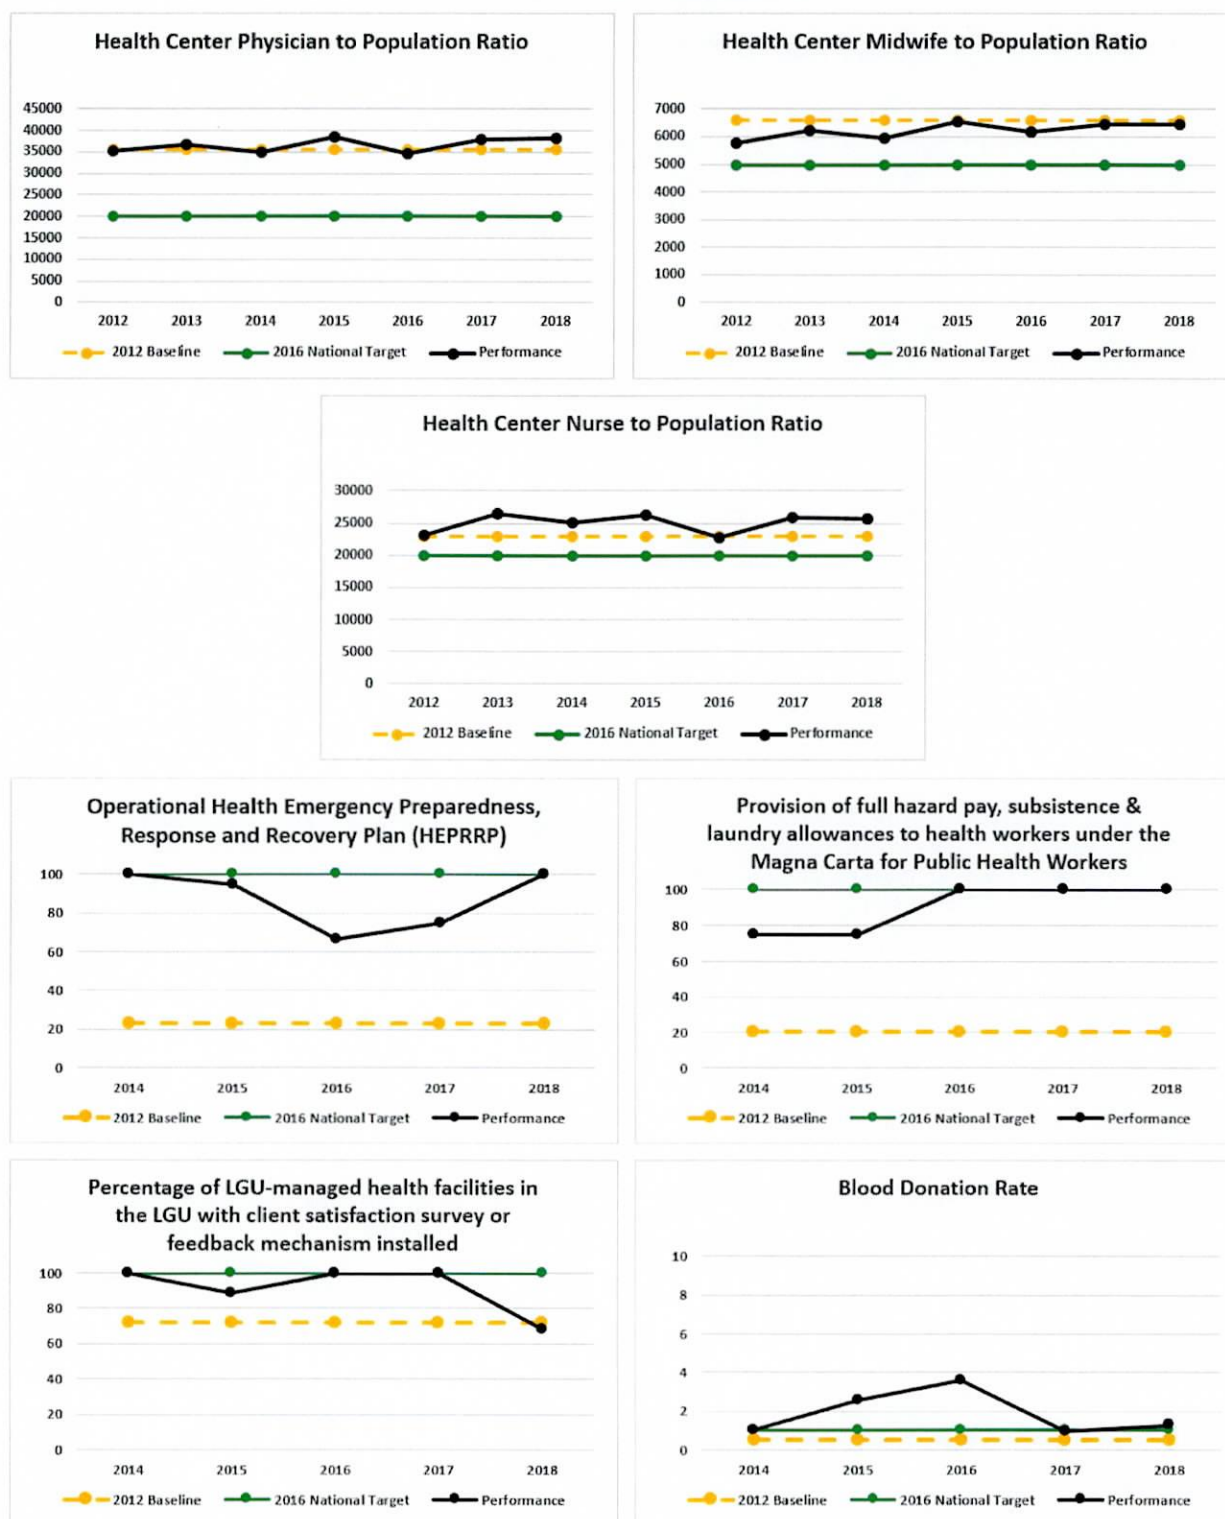 Health Center Physician to Population Ratio
45000
40000
35000
30000
25000
20000
15000
10000
5000
0
2012 2013 2014 2015 2016 2017 2018
2012 Baseline 2016 National Target Performance
Health Center Midwife to Population Ratio
7000
6000
5000
4000
3000
2000
1000
0
2012 2013 2014 2015 2016 2017 2018
2012 Baseline 2016 National Target Performance
Health Center Nurse to Population Ratio
30000
25000
20000
15000
10000
5000
0
2012 2013 2014 2015 2016 2017 2018
2012 Baseline 2016 National Target Performance
Operational Health Emergency Preparedness,
Response and Recovery Plan (HEPRRP)
100
80
60
40
20
0
2014 2015 2016 2017 2018
2012 Baseline 2016 National Target Performance
Provision of full hazard pay, subsistence &
laundry allowances to health workers under the
Magna Carta for Public Health Workers
100
80
60
40
20
0
2014 2015 2016 2017 2018
2012 Baseline 2016 National Target Performance
Percentage of LGU-managed health facilities in
the LGU with client satisfaction survey or
feedback mechanism installed
100
80
60
40
20
0
2014 2015 2016 2017 2018
2012 Baseline 2016 National Target Performance
Blood Donation Rate
10
8
6
4
2
0
2014 2015 2016 2017 2018
2012 Baseline 2016 National Target Performance